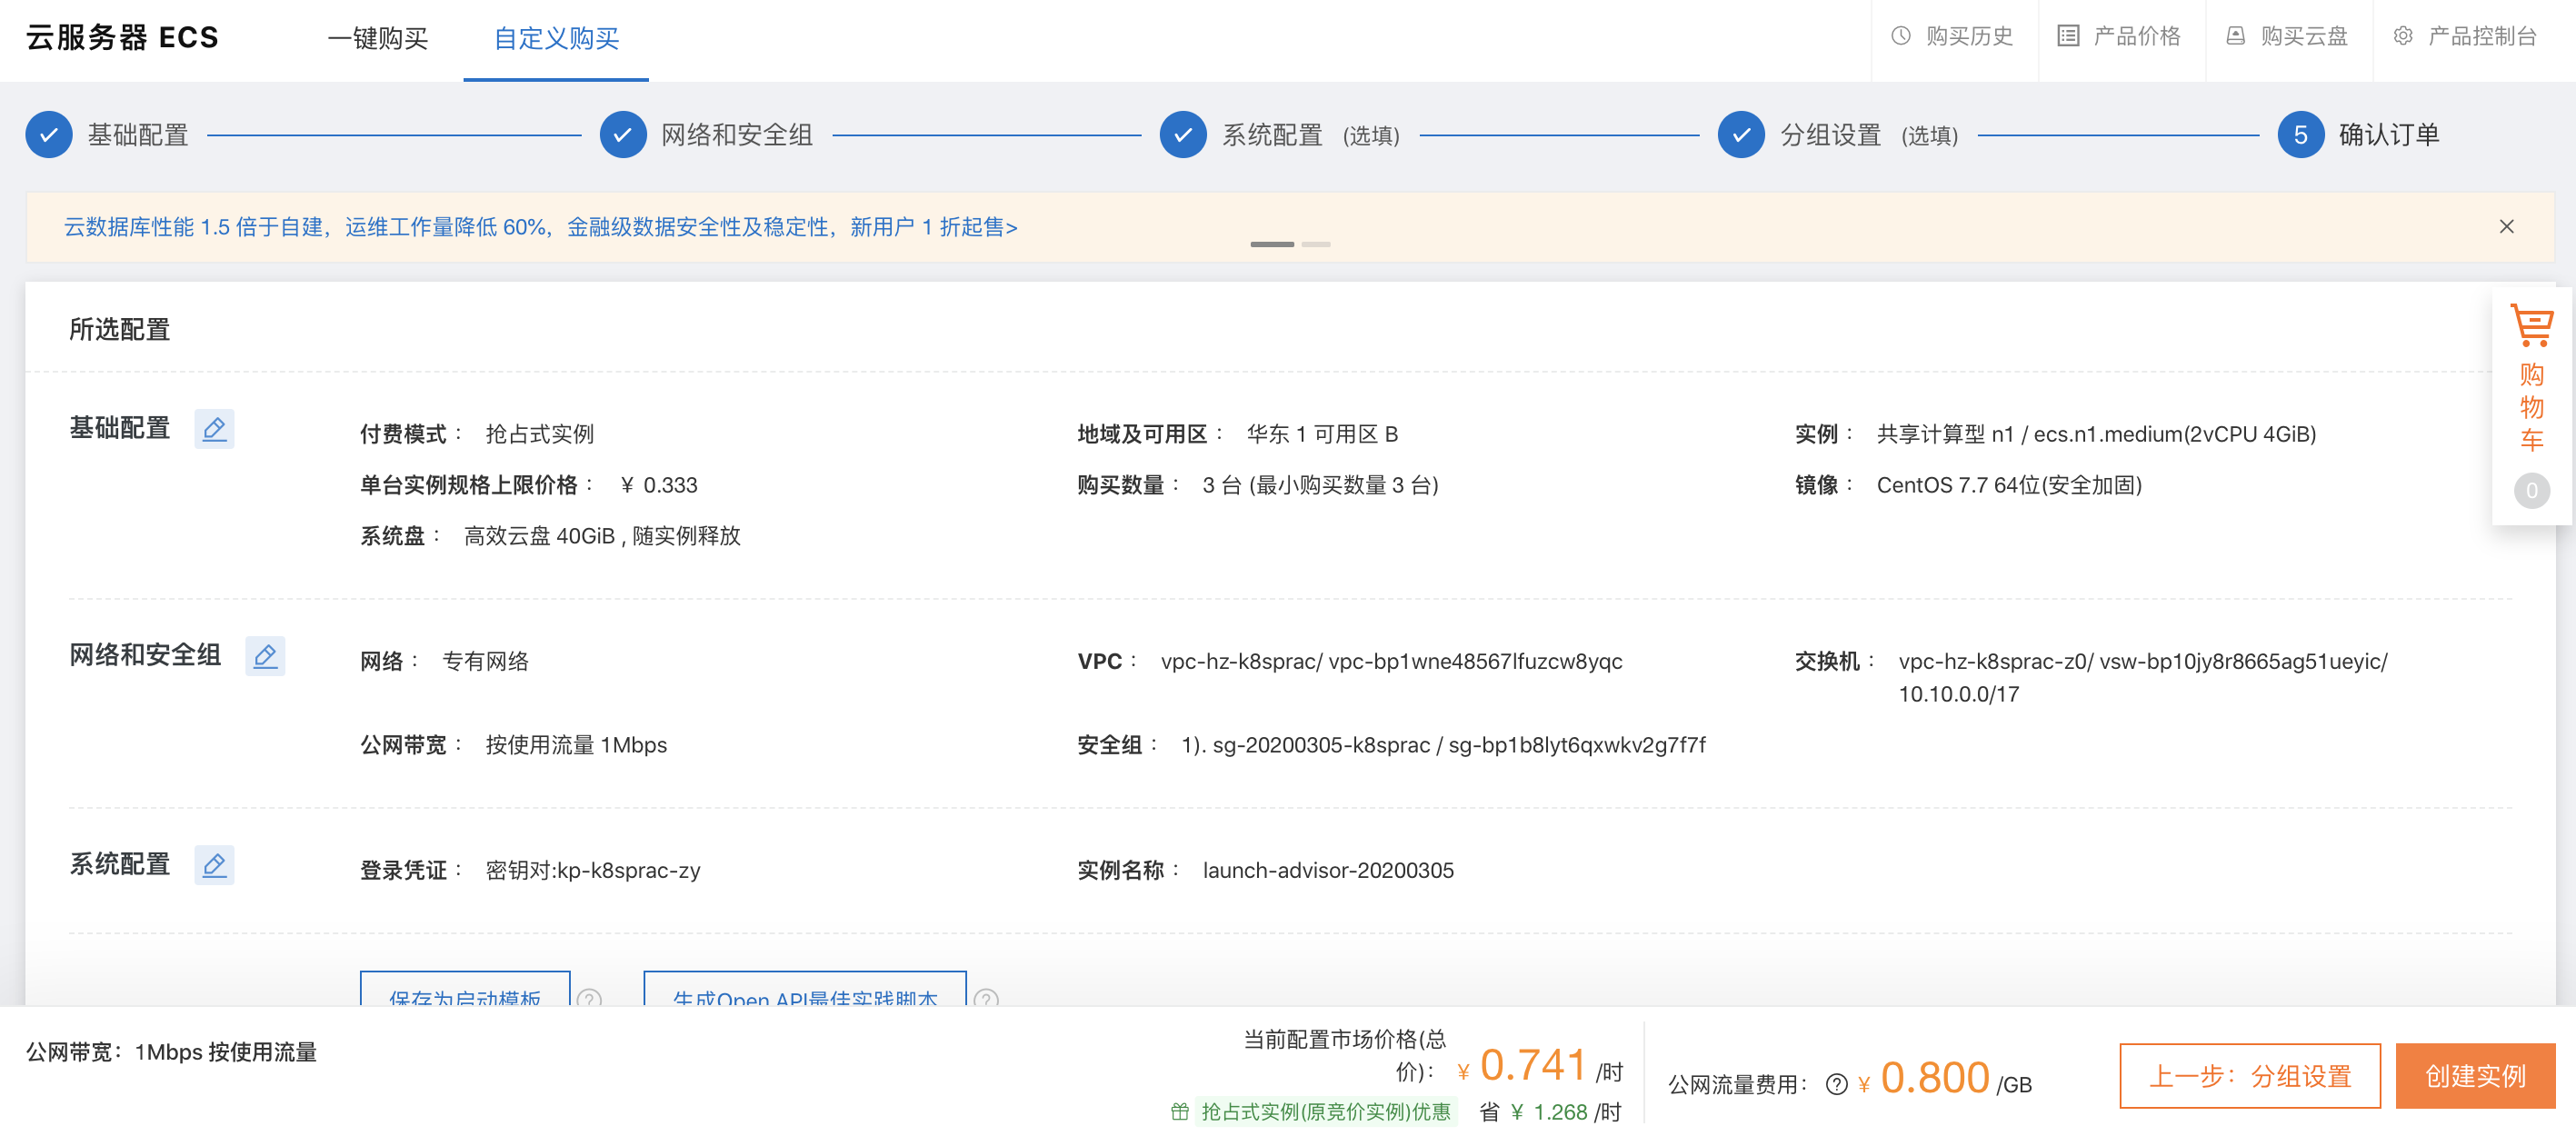 云服务器 ECS
一键购买
自定义购买
购买历史
产品价格
购买云盘
产品控制台
基础配置
网络和安全组
系统配置 (选填)
分组设置 (选填)
5 确认订单
云数据库性能 1.5 倍于自建，运维工作量降低 60%，金融级数据安全性及稳定性，新用户 1 折起售>
所选配置
购物车
0
基础配置
付费模式： 抢占式实例
地域及可用区： 华东 1 可用区 B
实例： 共享计算型 n1 / ecs.n1.medium(2vCPU 4GiB)
单台实例规格上限价格： ¥ 0.333
购买数量： 3 台 (最小购买数量 3 台)
镜像： CentOS 7.7 64位(安全加固)
系统盘： 高效云盘 40GiB , 随实例释放
网络和安全组
网络： 专有网络
VPC： vpc-hz-k8sprac/ vpc-bp1wne48567lfuzcw8yqc
交换机： vpc-hz-k8sprac-z0/ vsw-bp10jy8r8665ag51ueyic/
10.10.0.0/17
公网带宽： 按使用流量 1Mbps
安全组： 1). sg-20200305-k8sprac / sg-bp1b8lyt6qxwkv2g7f7f
系统配置
登录凭证： 密钥对:kp-k8sprac-zy
实例名称： launch-advisor-20200305
保存为启动模板 ?
生成Open API最佳实践脚本 ?
公网带宽：1Mbps 按使用流量
当前配置市场价格(总
价)： ¥ 0.741 /时
抢占式实例(原竞价实例)优惠 省 ¥ 1.268 /时
公网流量费用： ? ¥ 0.800 /GB
上一步：分组设置
创建实例